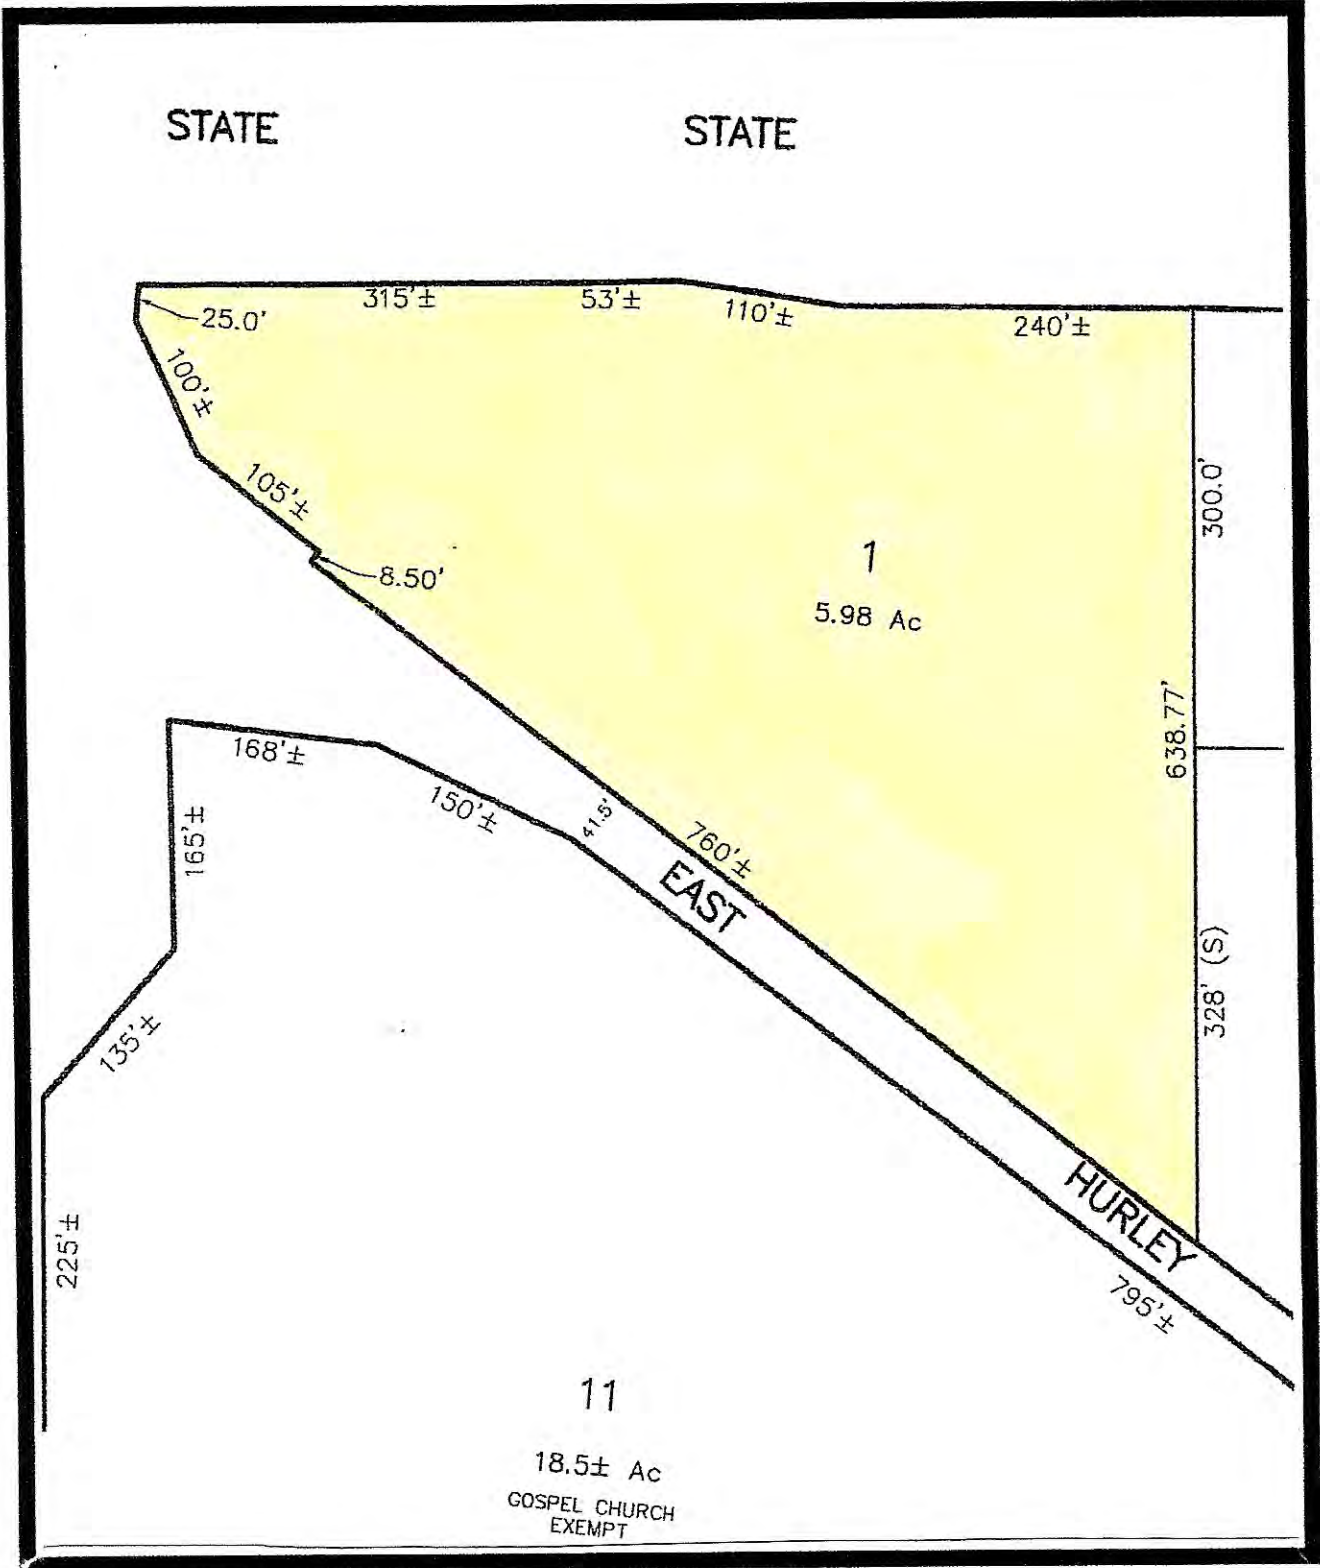 STATE
STATE
315'±
53'±
110'±
240'±
25.0'
100'±
105'±
8.50'
300.0'
1
5.98 Ac
638.77'
168'±
150'±
41.5'
760'±
165'±
EAST
328' (S)
135'±
HURLEY
225'±
795'±
11
18.5± Ac
GOSPEL CHURCH
EXEMPT